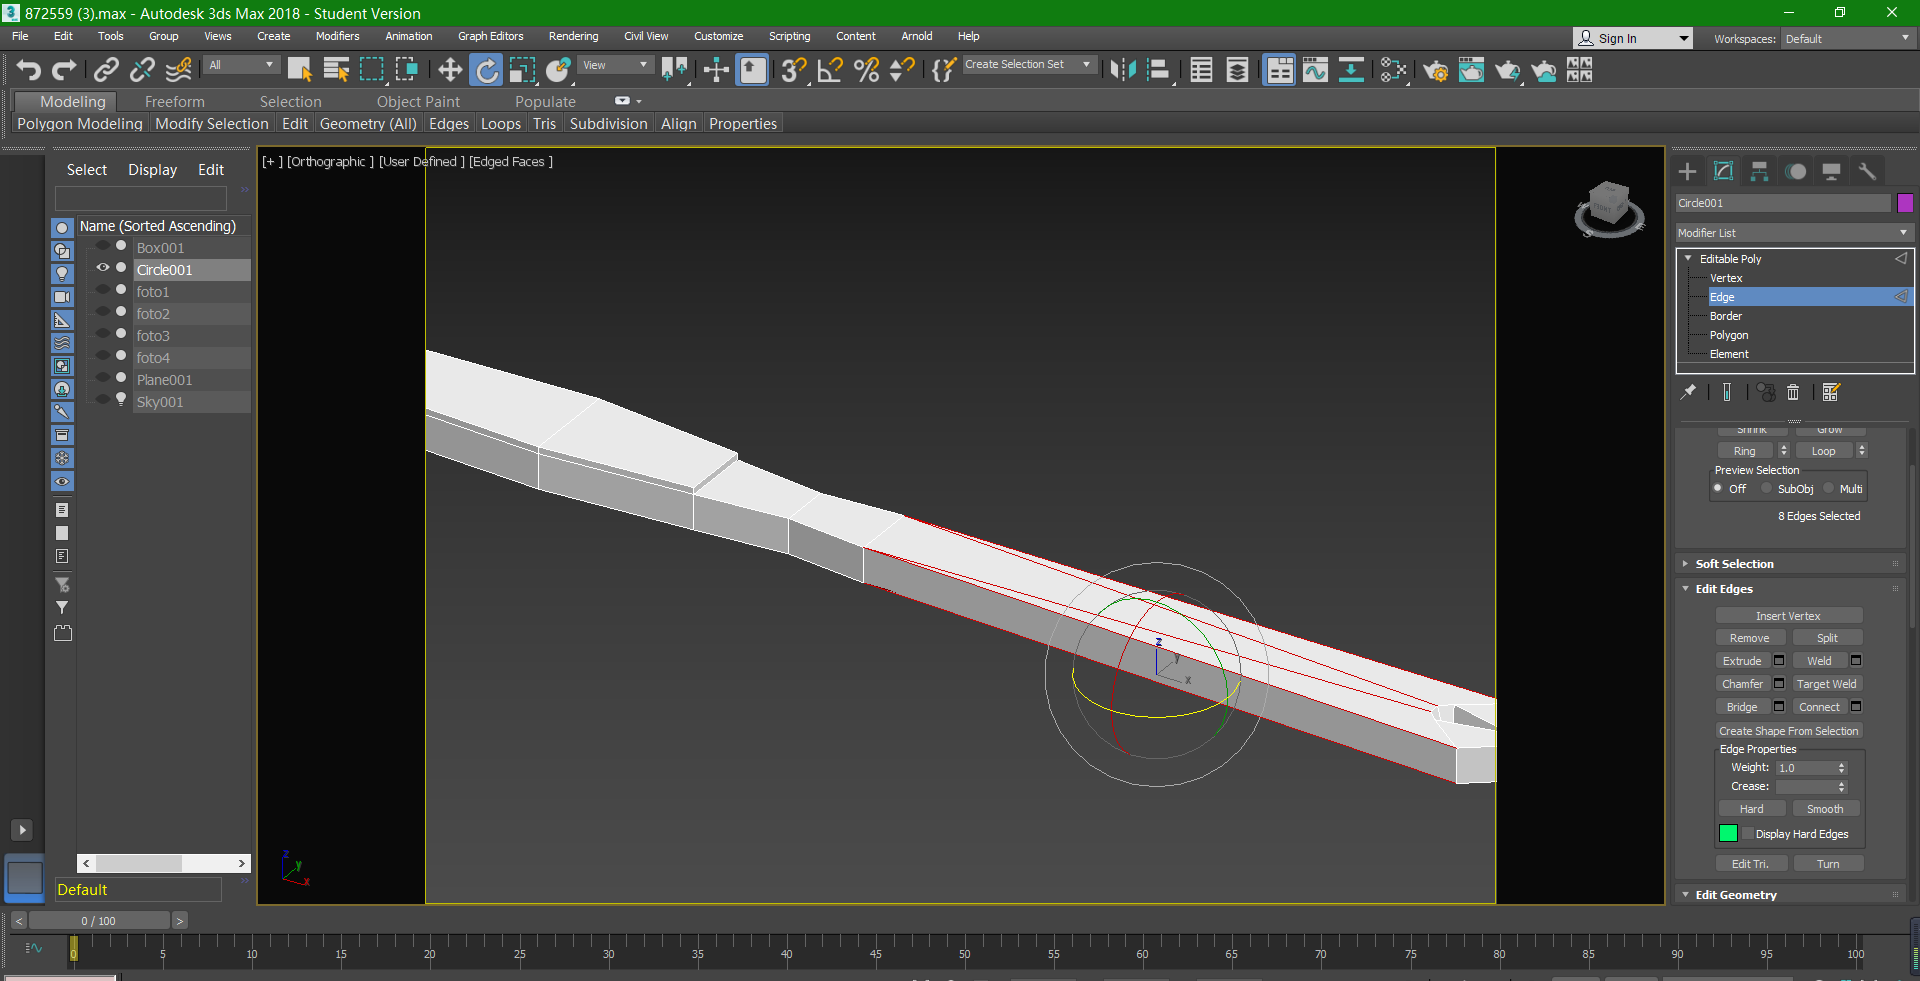 872559 (3).max - Autodesk 3ds Max 2018 - Student Version
File Edit Tools Group Views Create Modifiers Animation Graph Editors Rendering Civil View Customize Scripting Content Arnold Help
Sign In Workspaces: Default
All View Create Selection Set
Modeling Freeform Selection Object Paint Populate
Polygon Modeling Modify Selection Edit Geometry (All) Edges Loops Tris Subdivision Align Properties
Select Display Edit
Name (Sorted Ascending)
Box001
Circle001
foto1
foto2
foto3
foto4
Plane001
Sky001
Default
[+ ] [Orthographic ] [User Defined ] [Edged Faces ]
z
y
x
z
y
x
S
E
Circle001
Modifier List
Editable Poly
Vertex
Edge
Border
Polygon
Element
Shrink Grow
Ring Loop
Preview Selection
Off SubObj Multi
8 Edges Selected
Soft Selection
Edit Edges
Insert Vertex
Remove Split
Extrude Weld
Chamfer Target Weld
Bridge Connect
Create Shape From Selection
Edge Properties
Weight: 1.0
Crease:
Hard Smooth
Display Hard Edges
Edit Tri. Turn
Edit Geometry
< 0 / 100 >
0 5 10 15 20 25 30 35 40 45 50 55 60 65 70 75 80 85 90 95 100